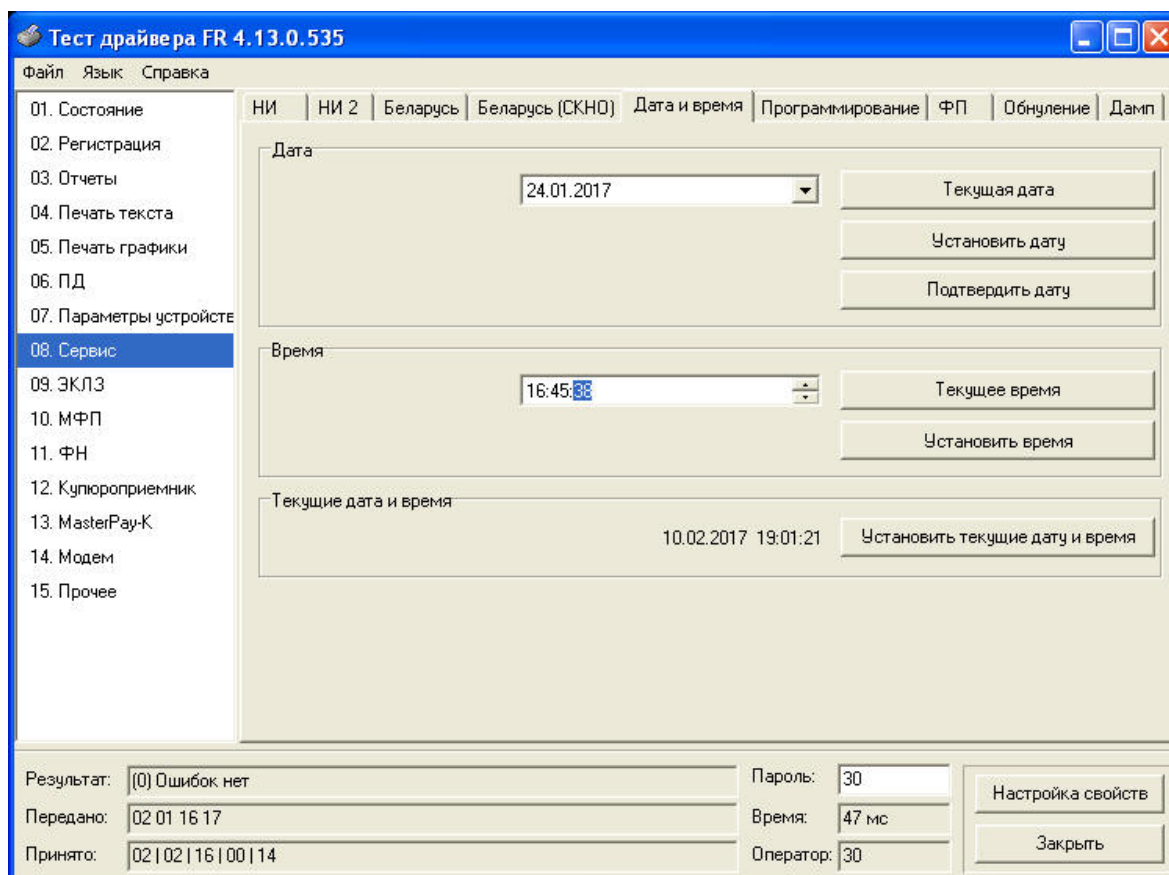 Тест драйвера FR 4.13.0.535
Файл Язык Справка
01. Состояние
02. Регистрация
03. Отчеты
04. Печать текста
05. Печать графики
06. ПД
07. Параметры устройств
08. Сервис
09. ЭКЛЗ
10. МФП
11. ФН
12. Купюроприемник
13. MasterPay-K
14. Модем
15. Прочее
НИ НИ 2 Беларусь Беларусь (СКНО) Дата и время Программирование ФП Обнуление Дамп
Дата
24.01.2017 Текущая дата
Установить дату
Подтвердить дату
Время
16:45:38 Текущее время
Установить время
Текущие дата и время
10.02.2017 19:01:21 Установить текущие дату и время
Результат: (0) Ошибок нет Пароль: 30 Настройка свойств
Передано: 02 01 16 17 Время: 47 мс
Принято: 02|02|16|00|14 Оператор: 30 Закрыть